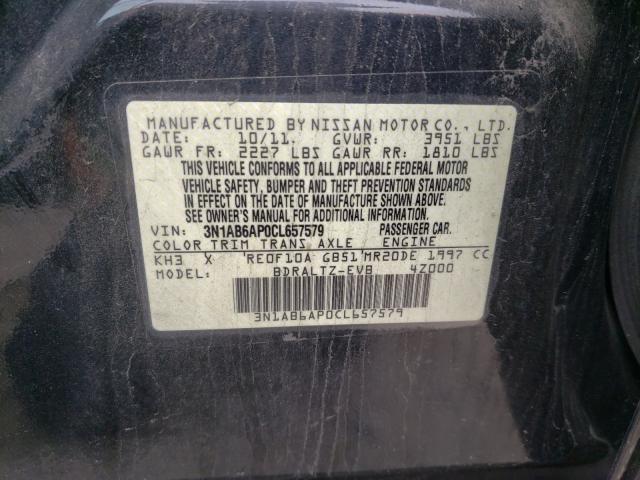 MANUFACTURED BY NISSAN MOTOR CO., LTD.
DATE: 10/11. GVWR: 3951 LBS
GAWR FR: 2227 LBS GAWR RR: 1810 LBS
THIS VEHICLE CONFORMS TO ALL APPLICABLE FEDERAL MOTOR
VEHICLE SAFETY, BUMPER AND THEFT PREVENTION STANDARDS
IN EFFECT ON THE DATE OF MANUFACTURE SHOWN ABOVE.
SEE OWNER'S MANUAL FOR ADDITIONAL INFORMATION.
VIN: 3N1AB6AP0CL657579 PASSENGER CAR.
COLOR TRIM TRANS AXLE ENGINE
KH3 X RE0F10A GB51 MR20DE 1997 CC
MODEL: BDRALTZ-EVB 4Z000
3N1AB6AP0CL657579